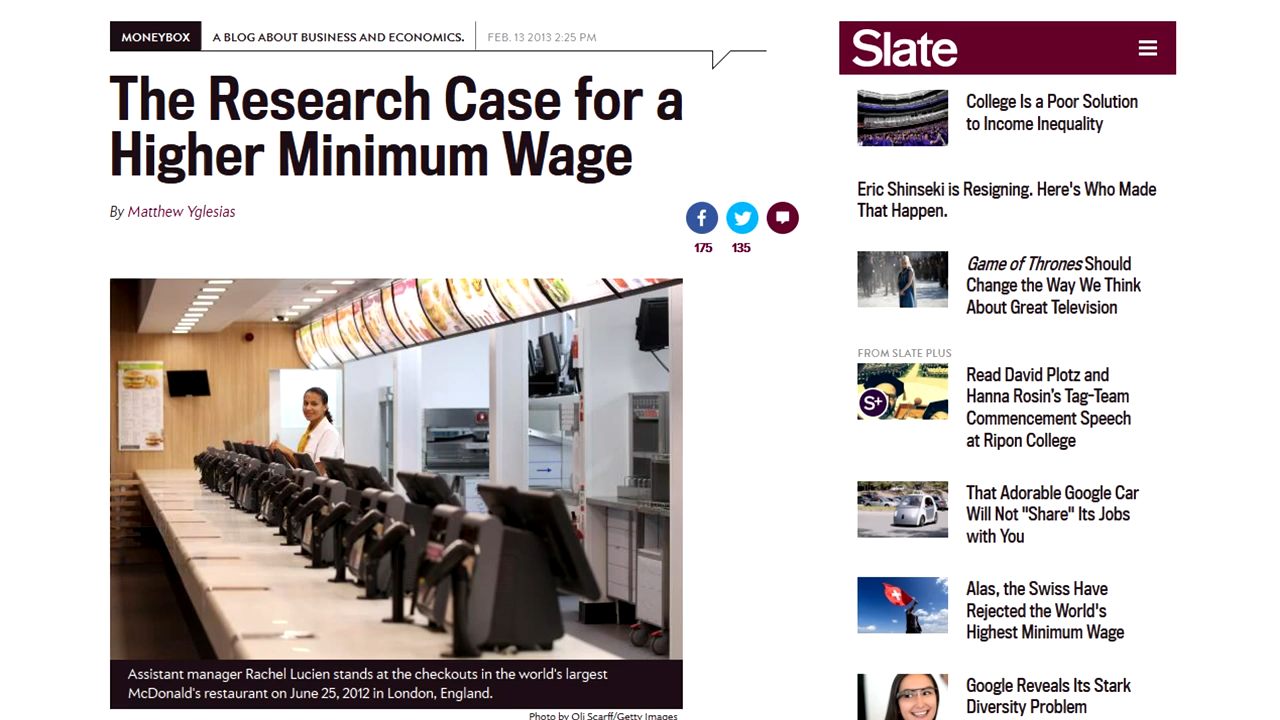 MONEYBOX
A BLOG ABOUT BUSINESS AND ECONOMICS.
FEB. 13 2013 2:25 PM
The Research Case for a
Higher Minimum Wage
By Matthew Yglesias
175
135
Assistant manager Rachel Lucien stands at the checkouts in the world's largest
McDonald's restaurant on June 25, 2012 in London, England.
Photo by Oli Scarff/Getty Images
Slate
College Is a Poor Solution
to Income Inequality
Eric Shinseki is Resigning. Here's Who Made
That Happen.
Game of Thrones Should
Change the Way We Think
About Great Television
FROM SLATE PLUS
S+
Read David Plotz and
Hanna Rosin’s Tag-Team
Commencement Speech
at Ripon College
That Adorable Google Car
Will Not "Share" Its Jobs
with You
Alas, the Swiss Have
Rejected the World's
Highest Minimum Wage
Google Reveals Its Stark
Diversity Problem